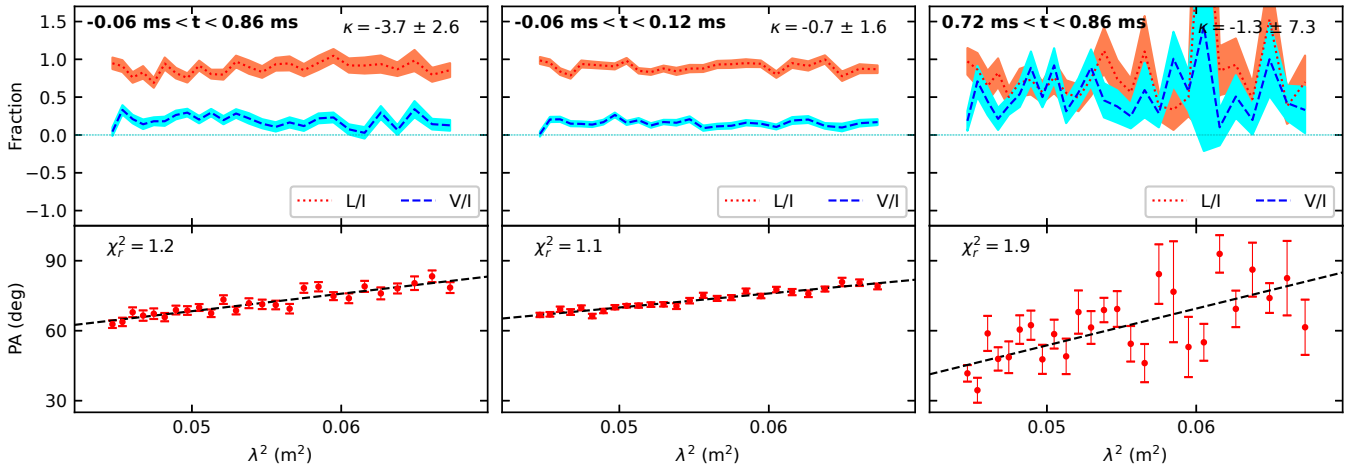 -0.06 ms < t < 0.86 ms
κ = -3.7 ± 2.6
-0.06 ms < t < 0.12 ms
κ = -0.7 ± 1.6
0.72 ms < t < 0.86 ms
κ = -1.3 ± 7.3
1.5
1.0
0.5
0.0
−0.5
−1.0
Fraction
L/I V/I
L/I V/I
L/I V/I
χ²ᵣ = 1.2
χ²ᵣ = 1.1
χ²ᵣ = 1.9
90
60
30
PA (deg)
0.05 0.06
0.05 0.06
0.05 0.06
λ² (m²)
λ² (m²)
λ² (m²)